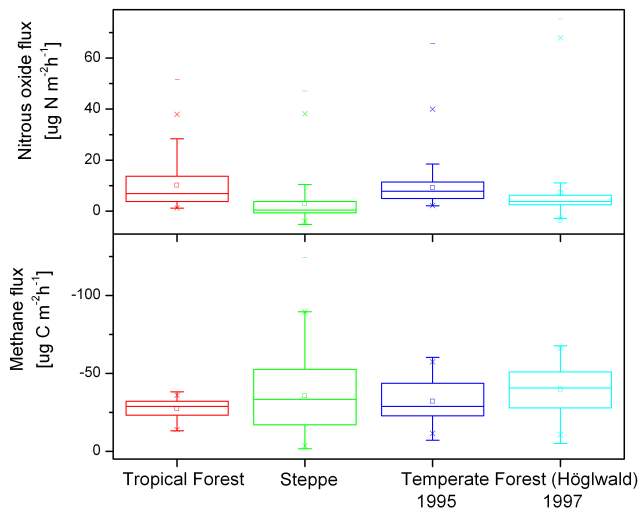 Nitrous oxide flux
[ug N m-2h-1]
60
40
20
0
Methane flux
[ug C m-2h-1]
-100
-50
0
Tropical Forest
Steppe
Temperate Forest (Höglwald)
1995
1997